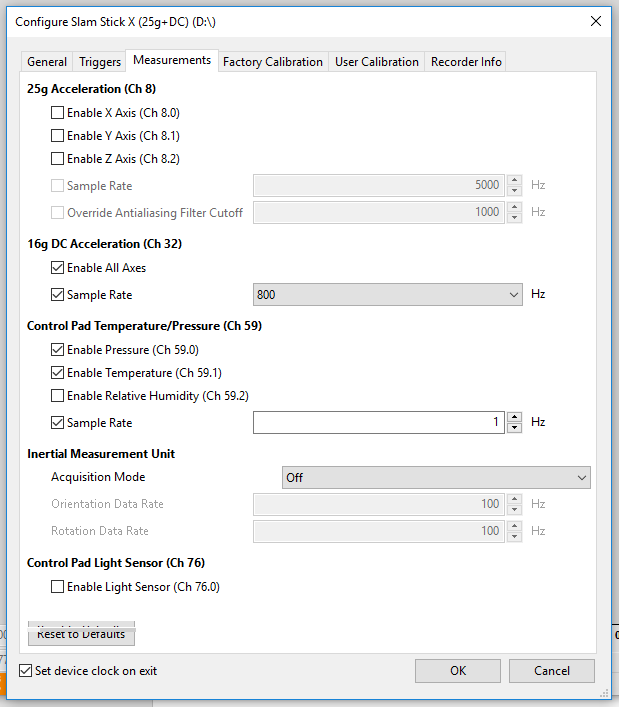 Configure Slam Stick X (25g+DC) (D:\)
General Triggers Measurements Factory Calibration User Calibration Recorder Info
25g Acceleration (Ch 8)
Enable X Axis (Ch 8.0)
Enable Y Axis (Ch 8.1)
Enable Z Axis (Ch 8.2)
Sample Rate 5000 Hz
Override Antialiasing Filter Cutoff 1000 Hz
16g DC Acceleration (Ch 32)
Enable All Axes
Sample Rate 800 Hz
Control Pad Temperature/Pressure (Ch 59)
Enable Pressure (Ch 59.0)
Enable Temperature (Ch 59.1)
Enable Relative Humidity (Ch 59.2)
Sample Rate 1 Hz
Inertial Measurement Unit
Acquisition Mode Off
Orientation Data Rate 100 Hz
Rotation Data Rate 100 Hz
Control Pad Light Sensor (Ch 76)
Enable Light Sensor (Ch 76.0)
Reset to Defaults
Set device clock on exit OK Cancel